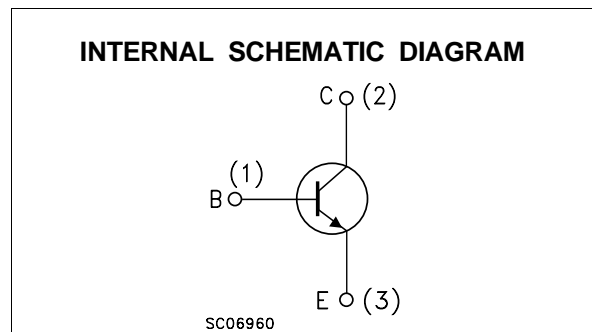 INTERNAL SCHEMATIC DIAGRAM
C (2)
(1)
B
E (3)
SC06960